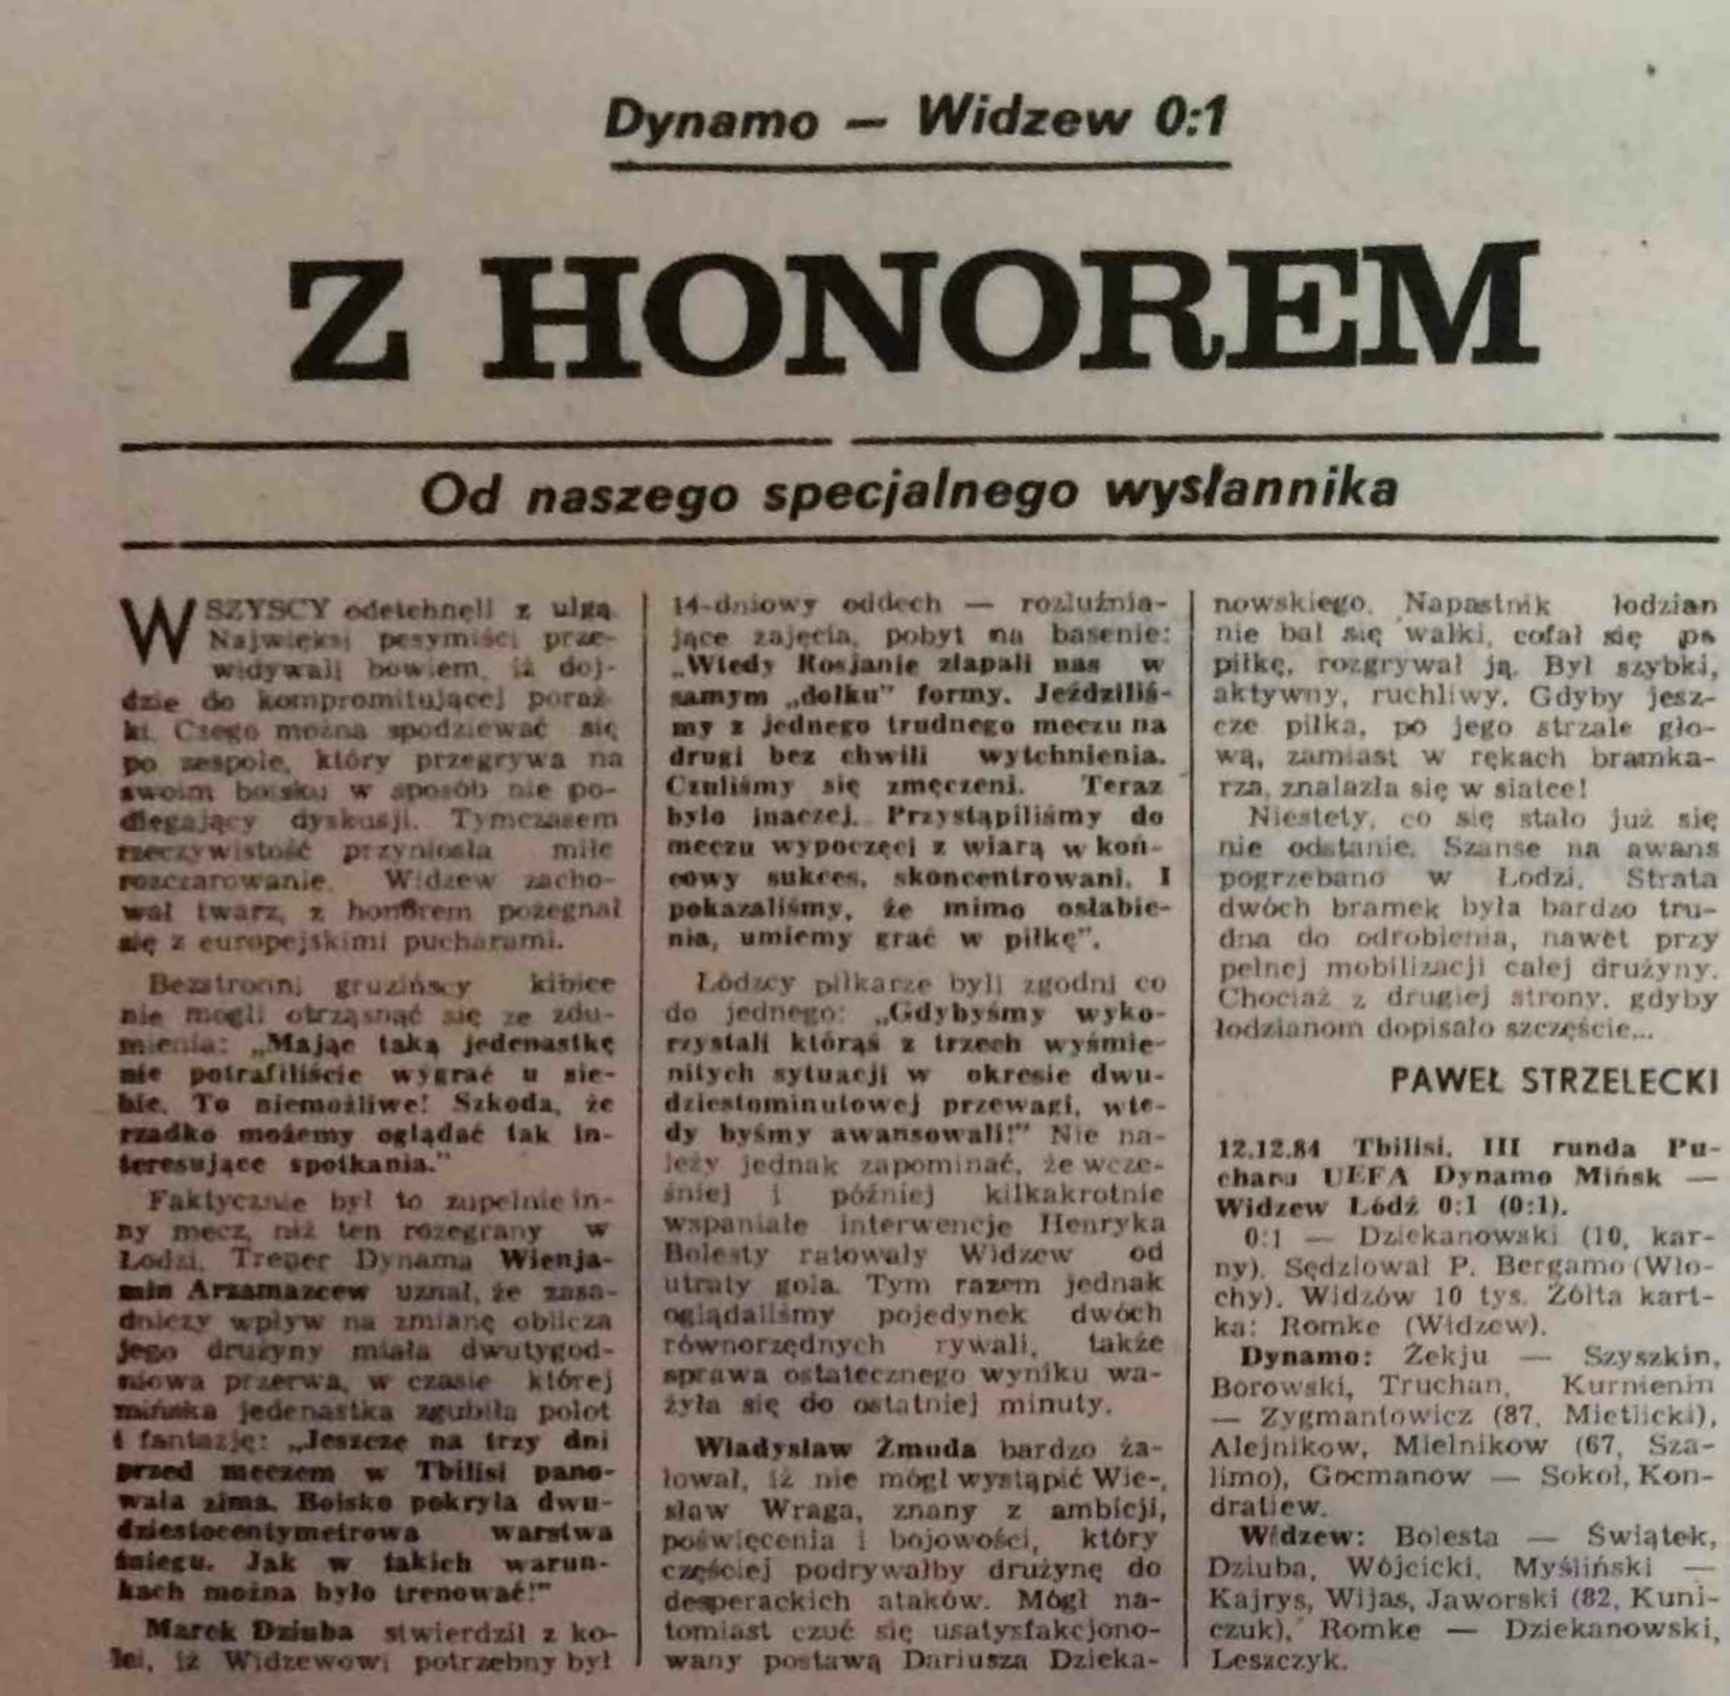 Dynamo — Widzew 0:1
Z HONOREM
Od naszego specjalnego wysłannika
WSZYSCY odetchnęli z ulgą.
Najwięksi pesymiści prze-
widywali bowiem, iż doj-
dzie do kompromitującej poraż-
ki. Czego można spodziewać się
po zespole, który przegrywa na
swoim boisku w sposób nie po-
dlegający dyskusji. Tymczasem
rzeczywistość przyniosła miłe
rozczarowanie. Widzew zacho-
wał twarz, z honorem pożegnał
się z europejskimi pucharami.
Bezstronni gruzińscy kibice
nie mogli otrząsnąć się ze zdu-
mienia: „Mając taką jedenastkę
nie potrafiliście wygrać u sie-
bie. To niemożliwe! Szkoda, że
rzadko możemy oglądać tak in-
teresujące spotkania."
Faktycznie był to zupełnie in-
ny mecz, niż ten rozegrany w
Łodzi. Trener Dynama Wienja-
min Arzamazcew uznał, że zasa-
dniczy wpływ na zmianę oblicza
jego drużyny miała dwutygod-
niowa przerwa, w czasie której
mińska jedenastka zgubiła polot
i fantazję: „Jeszcze na trzy dni
przed meczem w Tbilisi pano-
wała zima. Boisko pokryła dwu-
dziestocentymetrowa warstwa
śniegu. Jak w takich warun-
kach można było trenować!"
Marek Dziuba stwierdził z ko-
lei, iż Widzewowi potrzebny był
14-dniowy oddech — rozluźnia-
jące zajęcia, pobyt na basenie:
„Wtedy Rosjanie złapali nas w
samym „dołku" formy. Jeździliś-
my z jednego trudnego meczu na
drugi bez chwili wytchnienia.
Czuliśmy się zmęczeni. Teraz
było inaczej. Przystąpiliśmy do
meczu wypoczęci z wiarą w koń-
cowy sukces, skoncentrowani. I
pokazaliśmy, że mimo osłabie-
nia, umiemy grać w piłkę".
Łódzcy piłkarze byli zgodni co
do jednego: „Gdybyśmy wyko-
rzystali którąś z trzech wyśmie-
nitych sytuacji w okresie dwu-
dziestominutowej przewagi, wte-
dy byśmy awansowali!" Nie na-
leży jednak zapominać, że wcze-
śniej i później kilkakrotnie
wspaniałe interwencje Henryka
Bolesty ratowały Widzew od
utraty gola. Tym razem jednak
oglądaliśmy pojedynek dwóch
równorzędnych rywali, także
sprawa ostatecznego wyniku wa-
żyła się do ostatniej minuty.
Władysław Żmuda bardzo ża-
łował, iż nie mógł wystąpić Wie-
sław Wraga, znany z ambicji,
poświęcenia i bojowości, który
częściej podrywałby drużynę do
desperackich ataków. Mógł na-
tomiast czuć się usatysfakcjono-
wany postawą Dariusza Dzieka-
nowskiego. Napastnik łodzian
nie bał się walki, cofał się po
piłkę, rozgrywał ją. Był szybki,
aktywny, ruchliwy. Gdyby jesz-
cze piłka, po jego strzale gło-
wą, zamiast w rękach bramka-
rza, znalazła się w siatce!
Niestety, co się stało już się
nie odstanie. Szanse na awans
pogrzebano w Łodzi. Strata
dwóch bramek była bardzo tru-
dna do odrobienia, nawet przy
pełnej mobilizacji całej drużyny.
Chociaż z drugiej strony, gdyby
łodzianom dopisało szczęście...
PAWEŁ STRZELECKI
12.12.84 Tbilisi. III runda Pu-
charu UEFA Dynamo Mińsk —
Widzew Łódź 0:1 (0:1).
0:1 — Dziekanowski (10, kar-
ny). Sędziował P. Bergamo (Wło-
chy). Widzów 10 tys. Żółta kart-
ka: Romke (Widzew).
Dynamo: Żekju — Szyszkin,
Borowski, Truchan, Kurnienin
— Zygmantowicz (87, Mietlicki),
Alejnikow, Mielnikow (67, Sza-
limo), Gocmanow — Sokoł, Kon-
dratiew.
Widzew: Bolesta — Świątek,
Dziuba, Wójcicki, Myśliński —
Kajrys, Wijas, Jaworski (82, Kuni-
czuk), Romke — Dziekanowski,
Leszczyk.